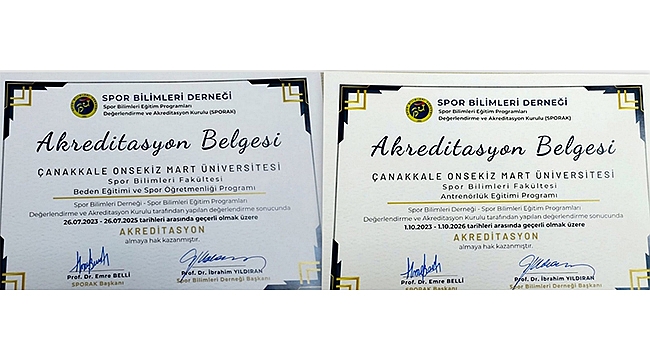 SPOR BİLİMLERİ DERNEĞİ
Spor Bilimleri Eğitim Programları
Değerlendirme ve Akreditasyon Kurulu (SPORAK)
Akreditasyon Belgesi
ÇANAKKALE ONSEKİZ MART ÜNİVERSİTESİ
Spor Bilimleri Fakültesi
Beden Eğitimi ve Spor Öğretmenliği Programı
Spor Bilimleri Derneği - Spor Bilimleri Eğitim Programları
Değerlendirme ve Akreditasyon Kurulu tarafından yapılan değerlendirme sonucunda
26.07.2023 - 26.07.2025 tarihleri arasında geçerli olmak üzere
AKREDİTASYON
almaya hak kazanmıştır.
Prof. Dr. Emre BELLİ
SPORAK Başkanı
Prof. Dr. İbrahim YILDIRAN
Spor Bilimleri Derneği Başkanı
SPOR BİLİMLERİ DERNEĞİ
Spor Bilimleri Eğitim Programları
Değerlendirme ve Akreditasyon Kurulu (SPORAK)
Akreditasyon Belgesi
ÇANAKKALE ONSEKİZ MART ÜNİVERSİTESİ
Spor Bilimleri Fakültesi
Antrenörlük Eğitimi Programı
Spor Bilimleri Derneği - Spor Bilimleri Eğitim Programları
Değerlendirme ve Akreditasyon Kurulu tarafından yapılan değerlendirme sonucunda
1.10.2023 - 1.10.2026 tarihleri arasında geçerli olmak üzere
AKREDİTASYON
almaya hak kazanmıştır.
Prof. Dr. Emre BELLİ
SPORAK Başkanı
Prof. Dr. İbrahim YILDIRAN
Spor Bilimleri Derneği Başkanı